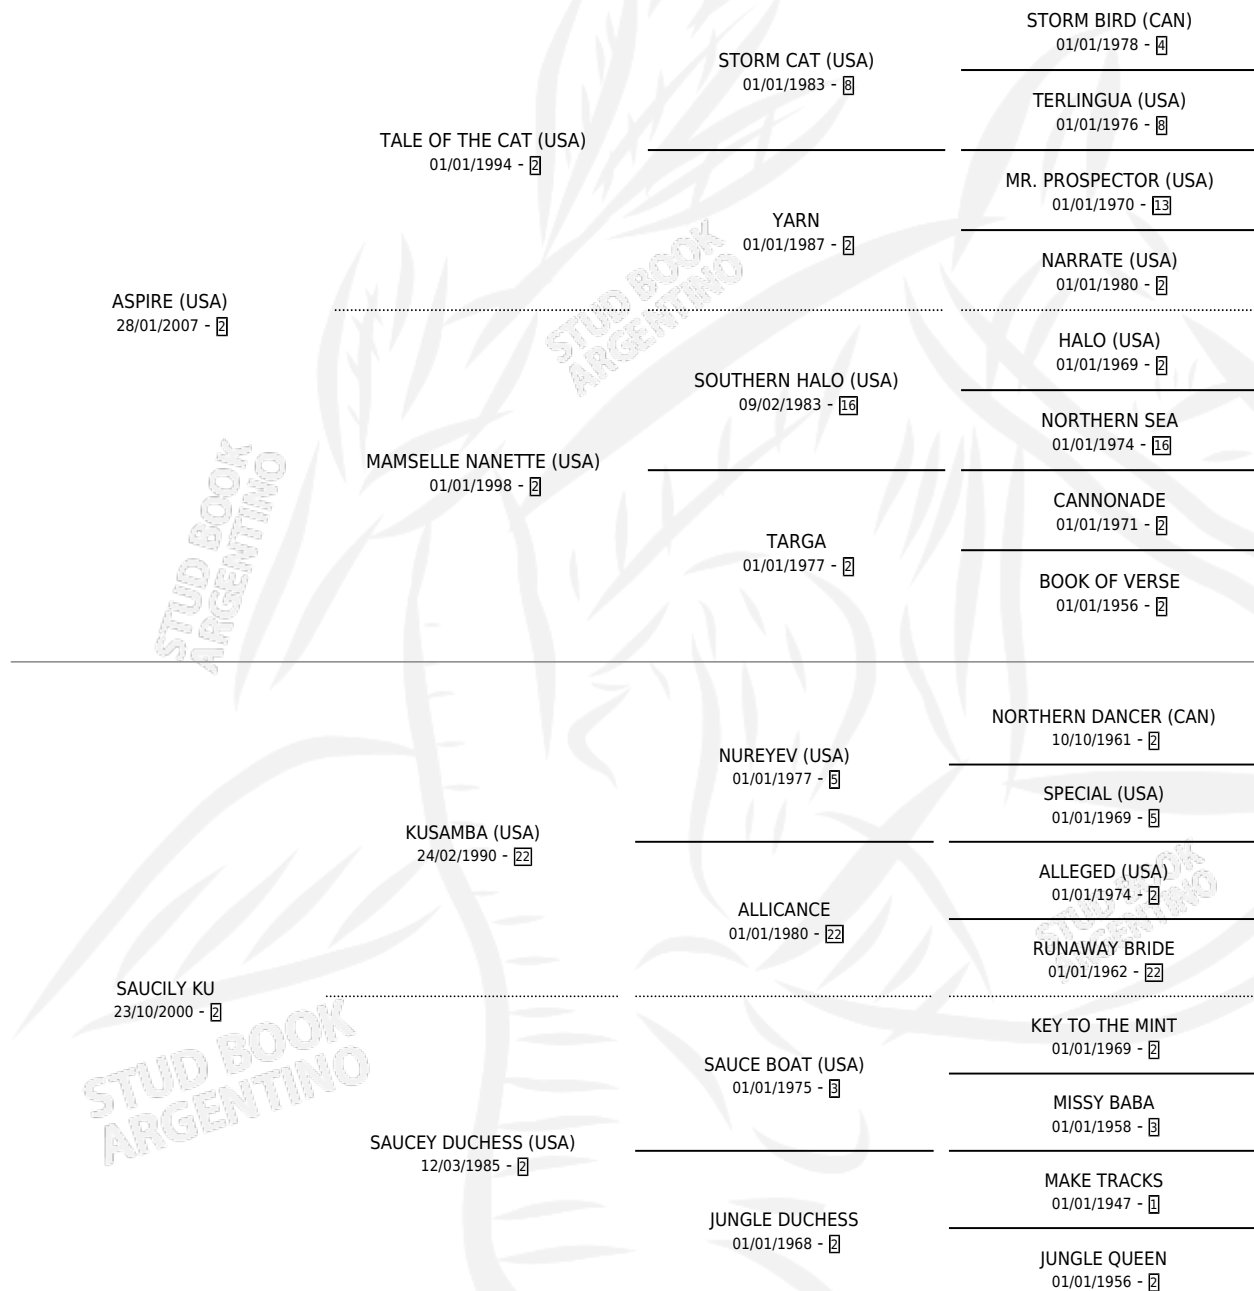 STORM BIRD (CAN)
01/01/1978 - 4
STORM CAT (USA)
01/01/1983 - 8
TERLINGUA (USA)
01/01/1976 - 8
TALE OF THE CAT (USA)
01/01/1994 - 2
MR. PROSPECTOR (USA)
01/01/1970 - 13
YARN
01/01/1987 - 2
NARRATE (USA)
01/01/1980 - 2
ASPIRE (USA)
28/01/2007 - 2
HALO (USA)
01/01/1969 - 2
SOUTHERN HALO (USA)
09/02/1983 - 16
NORTHERN SEA
01/01/1974 - 16
MAMSELLE NANETTE (USA)
01/01/1998 - 2
CANNONADE
01/01/1971 - 2
TARGA
01/01/1977 - 2
BOOK OF VERSE
01/01/1956 - 2
STUD BOOK
ARGENTINO
STUD BOOK
ARGENTINO
NORTHERN DANCER (CAN)
10/10/1961 - 2
NUREYEV (USA)
01/01/1977 - 5
SPECIAL (USA)
01/01/1969 - 5
KUSAMBA (USA)
24/02/1990 - 22
ALLEGED (USA)
01/01/1974 - 2
ALLICANCE
01/01/1980 - 22
RUNAWAY BRIDE
01/01/1962 - 22
SAUCILY KU
23/10/2000 - 2
KEY TO THE MINT
01/01/1969 - 2
SAUCE BOAT (USA)
01/01/1975 - 3
MISSY BABA
01/01/1958 - 3
SAUCEY DUCHESS (USA)
12/03/1985 - 2
MAKE TRACKS
01/01/1947 - 1
JUNGLE DUCHESS
01/01/1968 - 2
JUNGLE QUEEN
01/01/1956 - 2
STUD BOOK
ARGENTINO
STUD BOOK
ARGENTINO